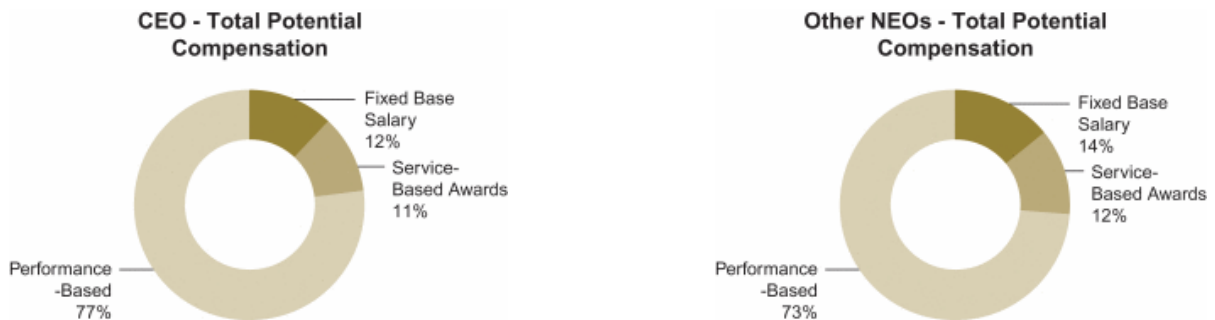 CEO - Total Potential
Compensation
Fixed Base
Salary
12%
Service-
Based Awards
11%
Performance
-Based
77%
Other NEOs - Total Potential
Compensation
Fixed Base
Salary
14%
Service-
Based Awards
12%
Performance
-Based
73%